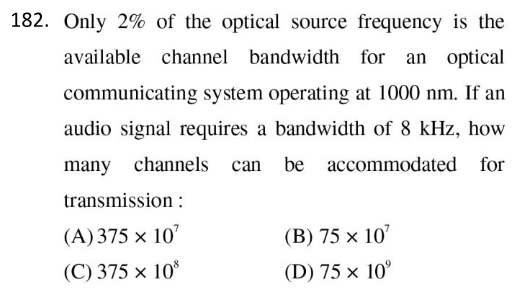 182. Only 2% of the optical source frequency is the
available channel bandwidth for an optical
communicating system operating at 1000 nm. If an
audio signal requires a bandwidth of 8 kHz, how
many channels can be accommodated for
transmission :
(A) 375 × 10⁷ (B) 75 × 10⁷
(C) 375 × 10⁸ (D) 75 × 10⁹